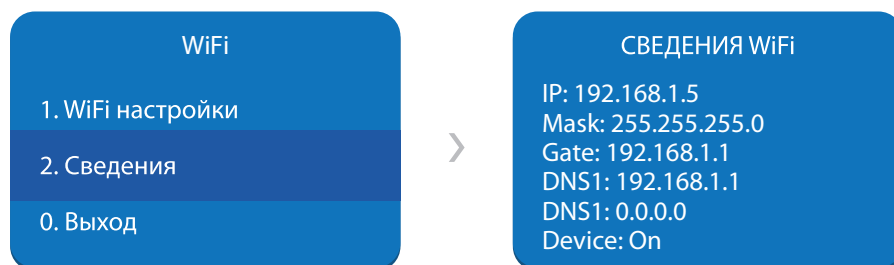 WiFi
1. WiFi настройки
2. Сведения
0. Выход
СВЕДЕНИЯ WiFi
IP: 192.168.1.5
Mask: 255.255.255.0
Gate: 192.168.1.1
DNS1: 192.168.1.1
DNS1: 0.0.0.0
Device: On